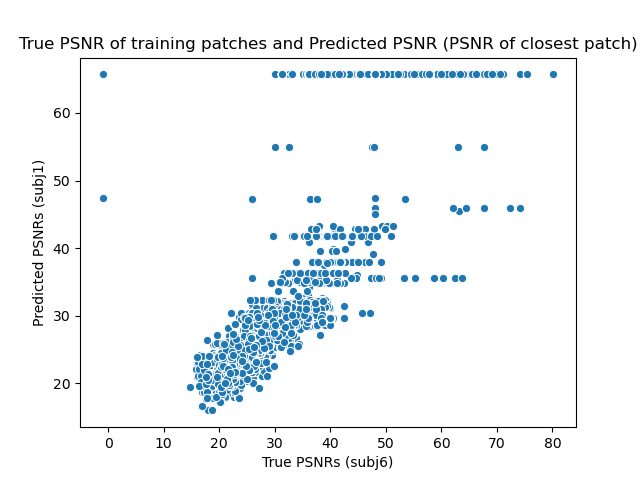 True PSNR of training patches and Predicted PSNR (PSNR of closest patch)
60
50
40
30
20
Predicted PSNRs (subj1)
0 10 20 30 40 50 60 70 80
True PSNRs (subj6)